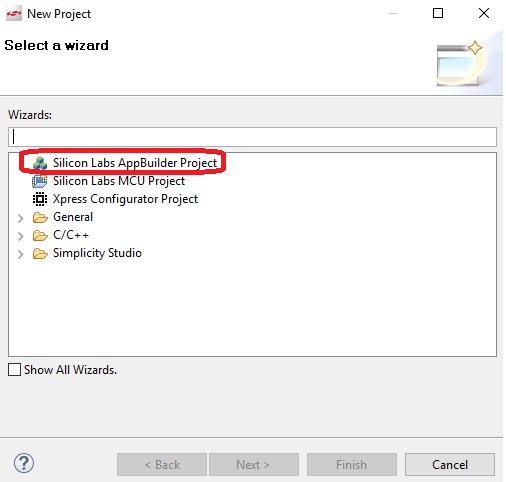 New Project
Select a wizard
Wizards:
Silicon Labs AppBuilder Project
Silicon Labs MCU Project
Xpress Configurator Project
General
C/C++
Simplicity Studio
Show All Wizards.
?
< Back
Next >
Finish
Cancel